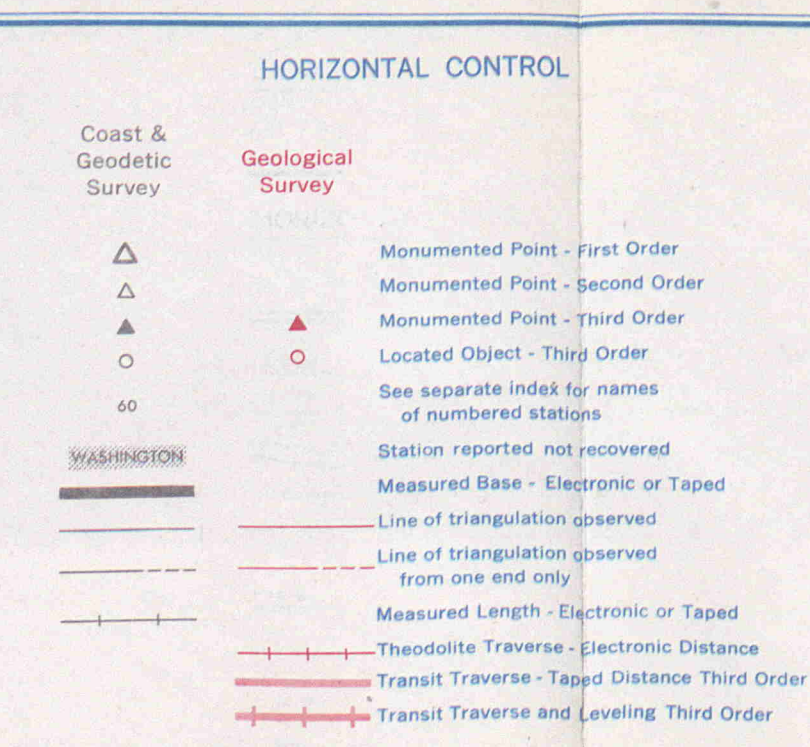 HORIZONTAL CONTROL
Coast &
Geodetic
Survey
Geological
Survey
Monumented Point - First Order
Monumented Point - Second Order
Monumented Point - Third Order
Located Object - Third Order
60
See separate index for names
of numbered stations
WASHINGTON
Station reported not recovered
Measured Base - Electronic or Taped
Line of triangulation observed
Line of triangulation observed
from one end only
Measured Length - Electronic or Taped
Theodolite Traverse - Electronic Distance
Transit Traverse - Taped Distance Third Order
Transit Traverse and Leveling Third Order